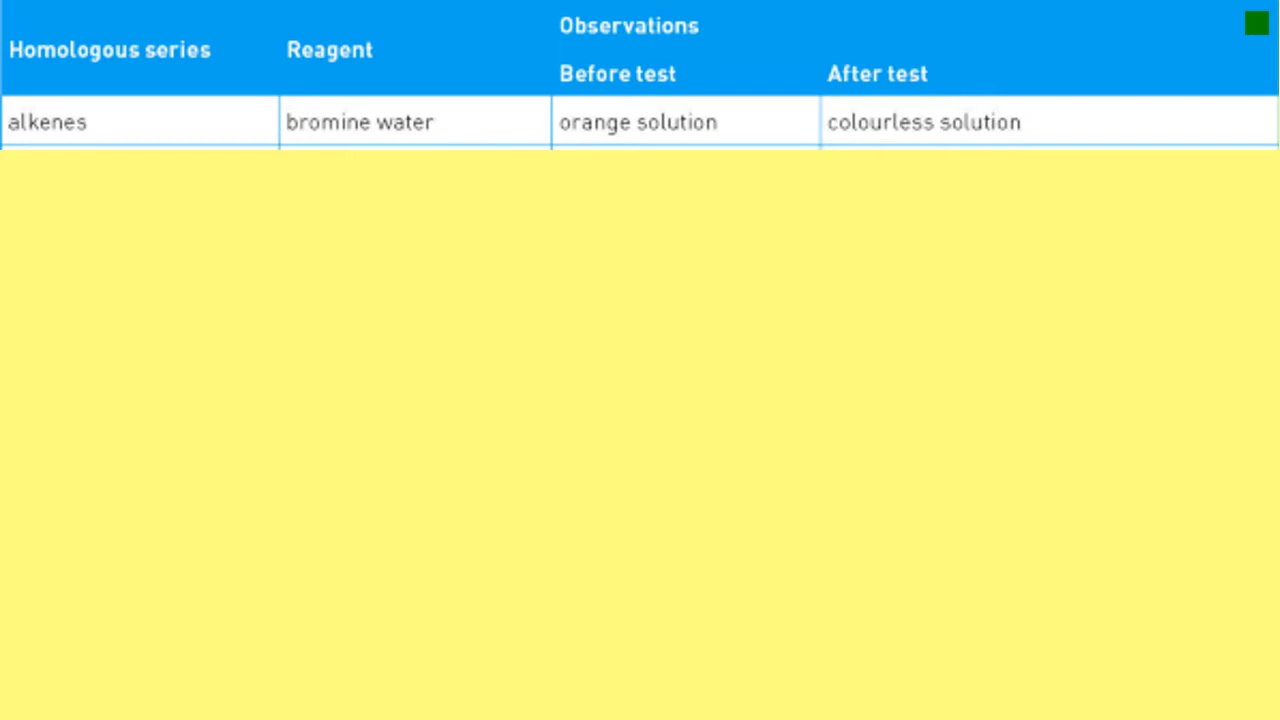 Observations
Homologous series Reagent
Before test After test
alkenes bromine water orange solution colourless solution